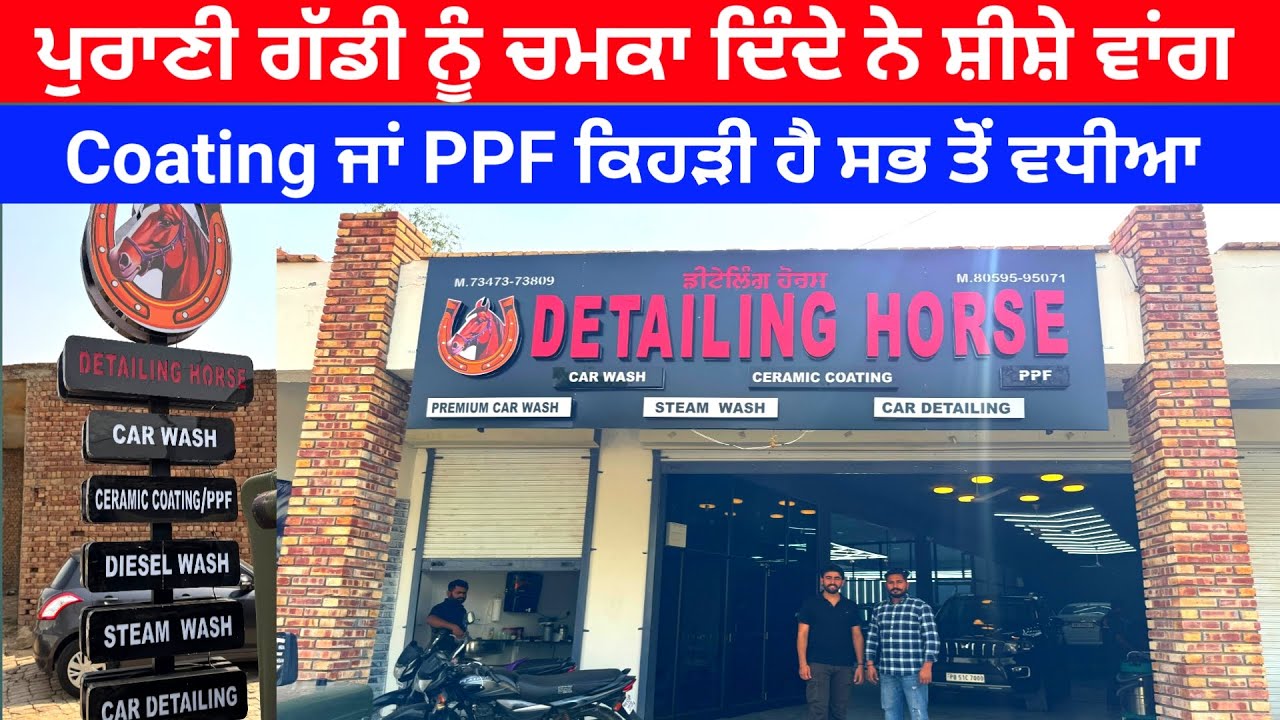 ਪੁਰਾਣੀ ਗੱਡੀ ਨੂੰ ਚਮਕਾ ਦਿੰਦੇ ਨੇ ਸ਼ੀਸ਼ੇ ਵਾਂਗ
Coating ਜਾਂ PPF ਕਿਹੜੀ ਹੈ ਸਭ ਤੋਂ ਵਧੀਆ
DETAILING HORSE
CAR WASH
CERAMIC COATING/PPF
DIESEL WASH
STEAM WASH
CAR DETAILING
M.73473-73809
ਡੀਟੇਲਿੰਗ ਹੋਰਸ
M.80595-95071
DETAILING HORSE
CAR WASH
CERAMIC COATING
PPF
PREMIUM CAR WASH
STEAM WASH
CAR DETAILING